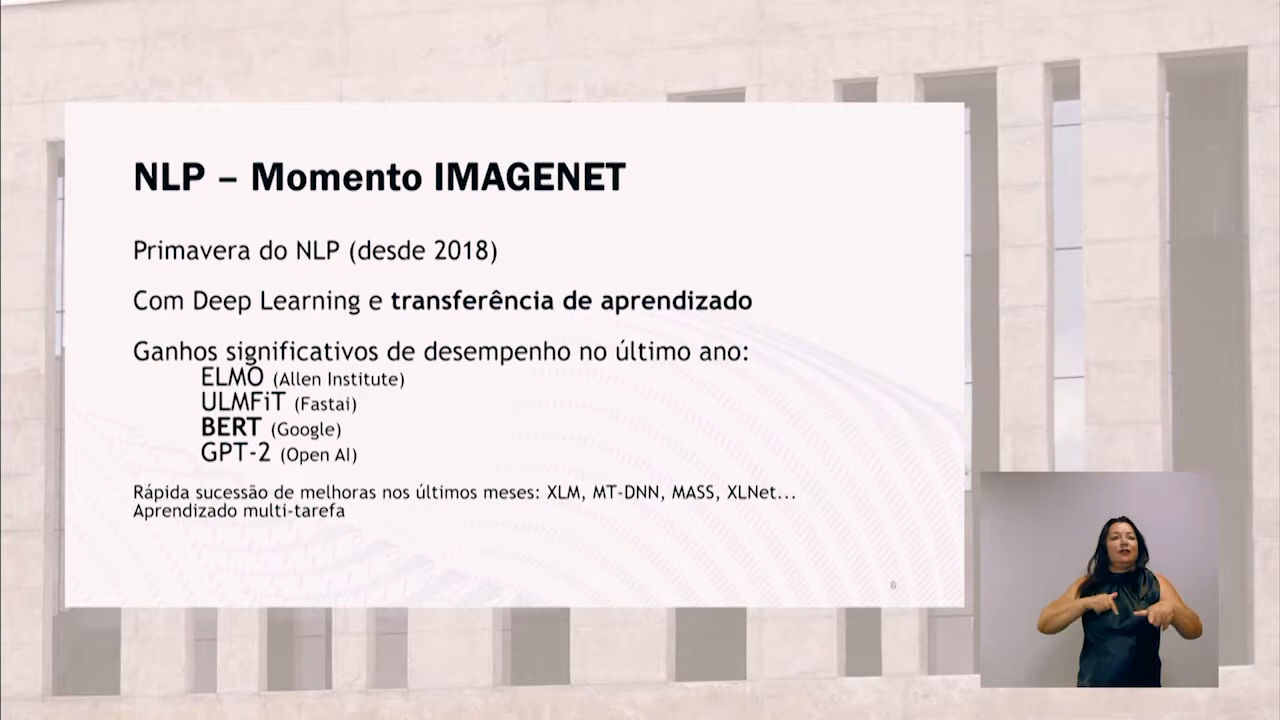 NLP – Momento IMAGENET
Primavera do NLP (desde 2018)
Com Deep Learning e transferência de aprendizado
Ganhos significativos de desempenho no último ano:
ELMO (Allen Institute)
ULMFiT (Fastai)
BERT (Google)
GPT-2 (Open AI)
Rápida sucessão de melhoras nos últimos meses: XLM, MT-DNN, MASS, XLNet...
Aprendizado multi-tarefa
6